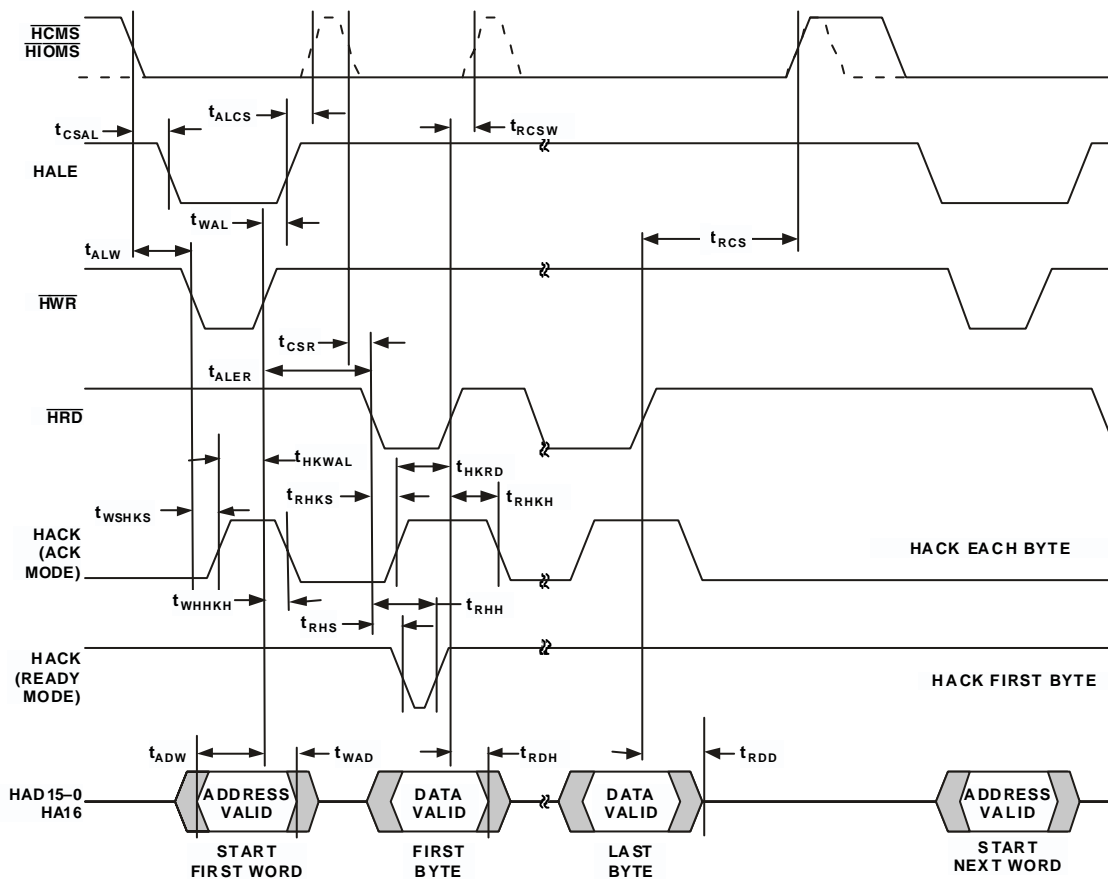 HCMS
HIOMS
tALCS
tCSAL
tRCSW
HALE
tWAL
tRCS
tALW
HWR
tCSR
tALER
HRD
tHKWAL
tHKRD
tRHKS
tRHKH
tWSHKS
HACK
(ACK
MODE)
HACK EACH BYTE
tWHHKH
tRHH
tRHS
HACK
(READY
MODE)
HACK FIRST BYTE
tADW
tWAD
tRDH
tRDD
HAD15–0
HA16
ADDRESS
VALID
DATA
VALID
DATA
VALID
ADDRESS
VALID
START
FIRST WORD
FIRST
BYTE
LAST
BYTE
START
NEXT WORD